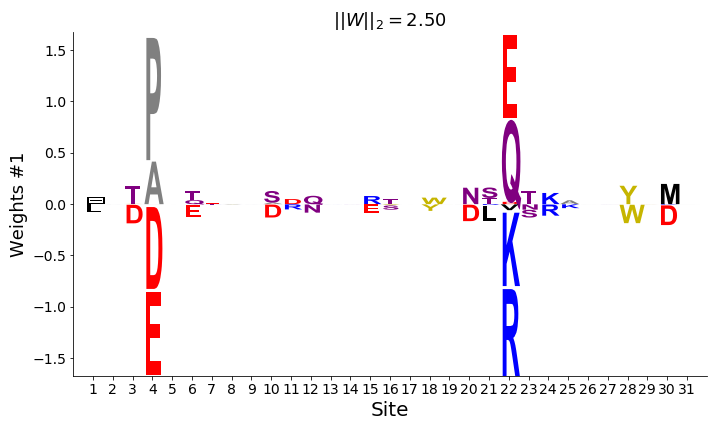 ||W||₂ = 2.50
Weights #1
1.5
1.0
0.5
0.0
−0.5
−1.0
−1.5
P A D E
T D
T E
S D
D R
Q N
R E
T S
W Y
N D
S L
E Q K R
T N S
K R
A K
Y W
M D
1 2 3 4 5 6 7 8 9 10 11 12 13 14 15 16 17 18 19 20 21 22 23 24 25 26 27 28 29 30 31
Site